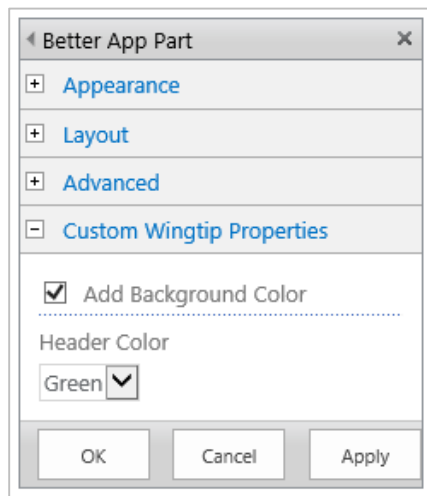 Better App Part
Appearance
Layout
Advanced
Custom Wingtip Properties
Add Background Color
Header Color
Green
OK Cancel Apply